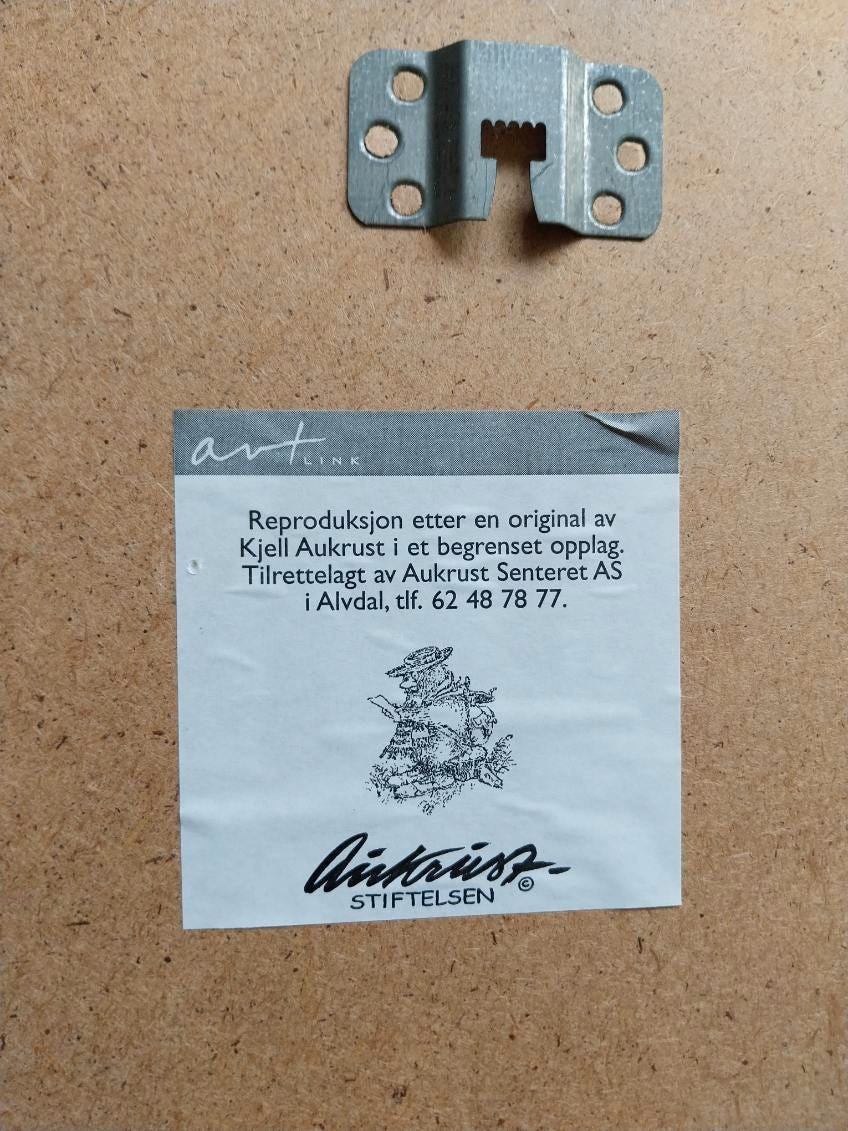 art LINK
Reproduksjon etter en original av
Kjell Aukrust i et begrenset opplag.
Tilrettelagt av Aukrust Senteret AS
i Alvdal, tlf. 62 48 78 77.
Aukrust
STIFTELSEN ©